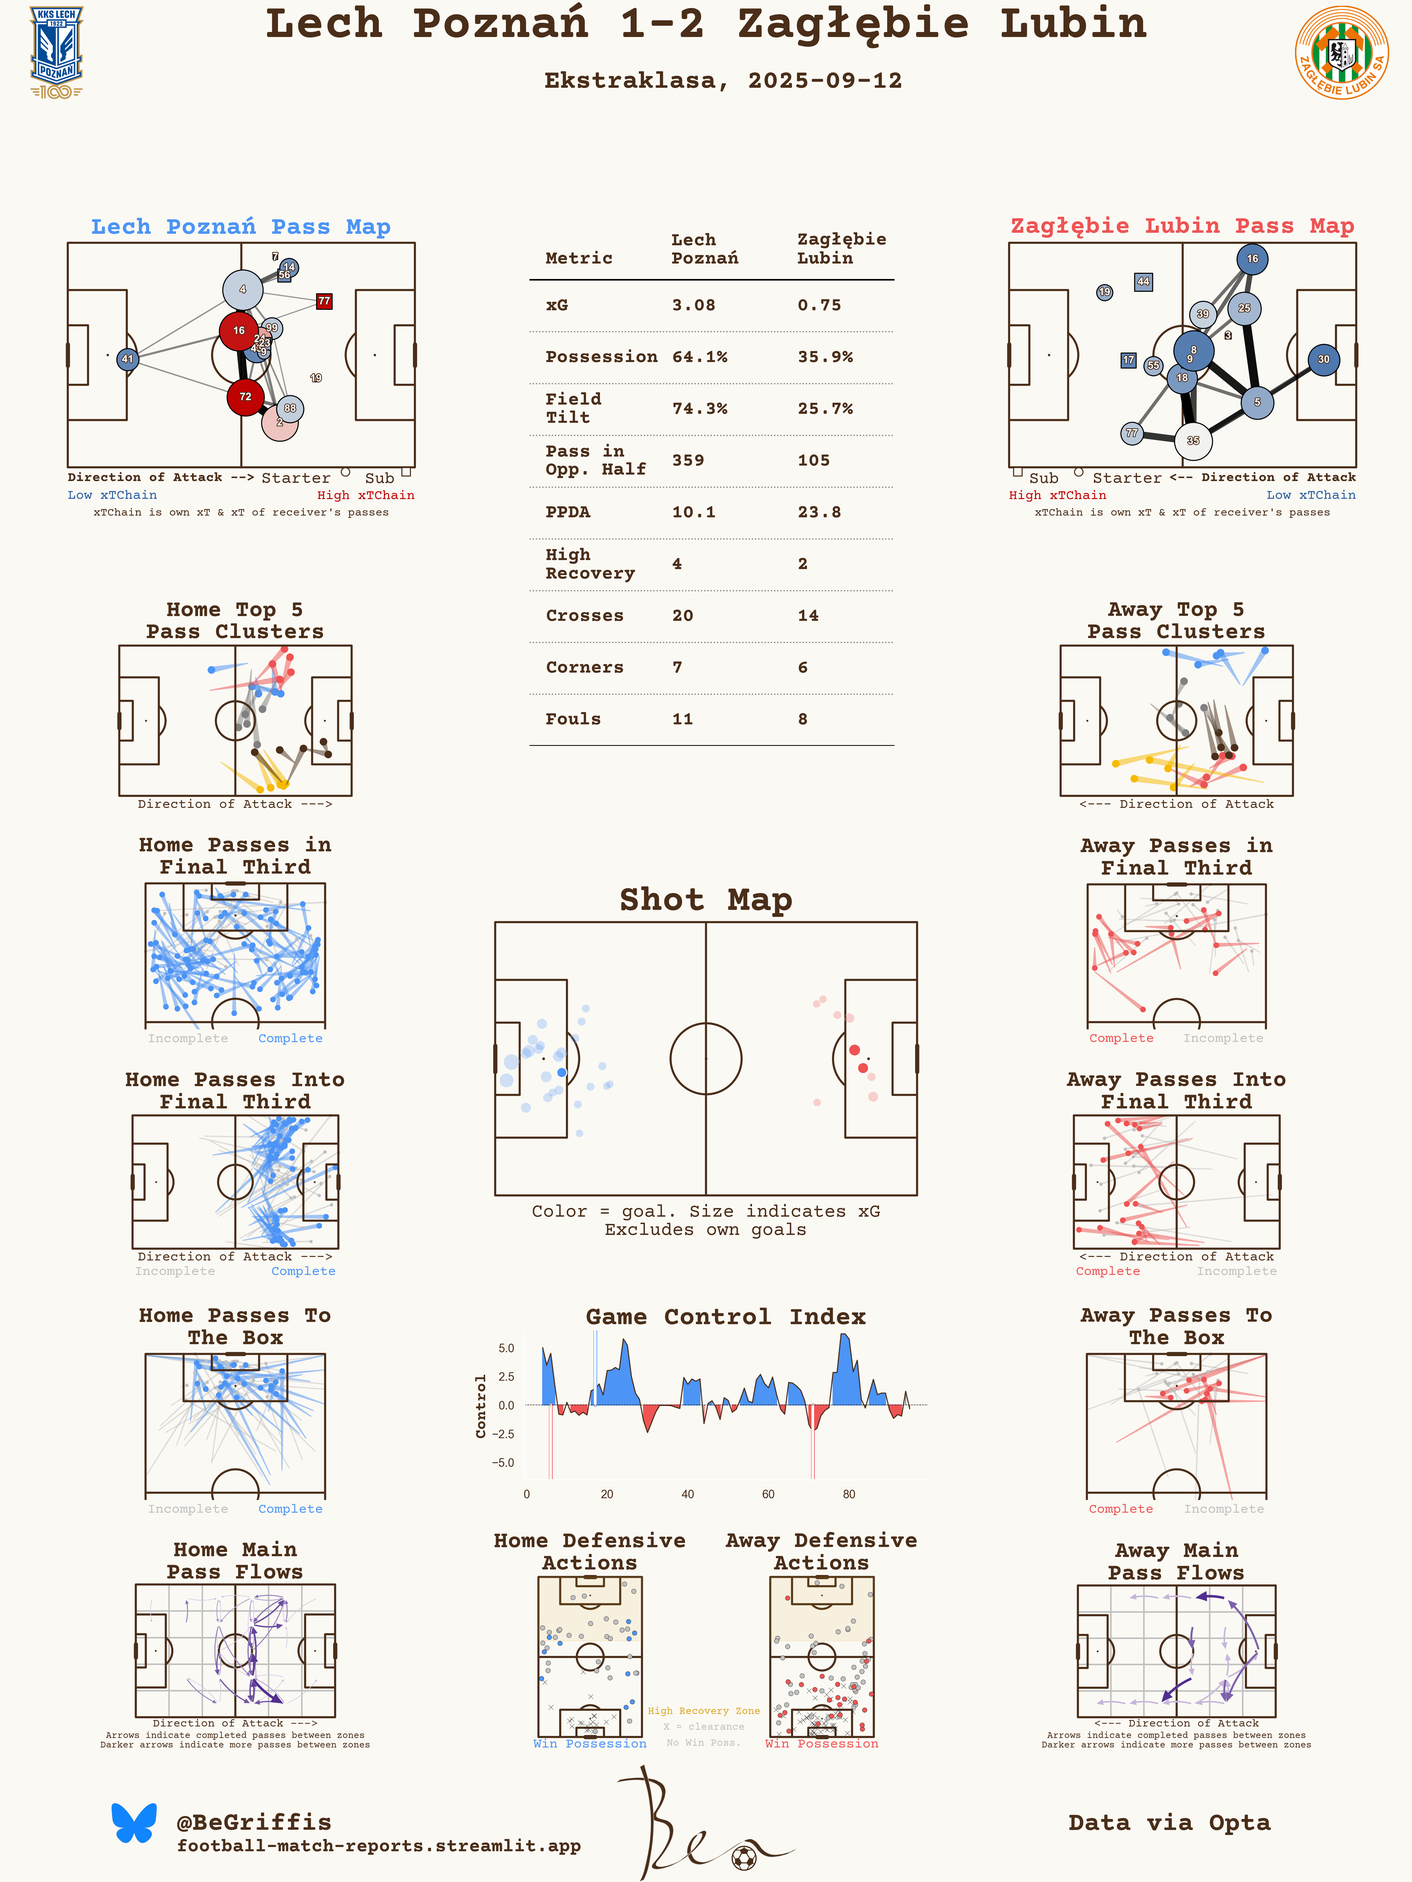 Lech Poznań 1-2 Zagłębie Lubin
Ekstraklasa, 2025-09-12
KKS LECH
1922
POZNAŃ
100
ZAGŁĘBIE LUBIN SA
Lech Poznań Pass Map
7
14
56
4
77
16
99
24
23
9
41
19
72
88
2
Direction of Attack --> Starter Sub
Low xTChain High xTChain
xTChain is own xT & xT of receiver's passes
Metric Lech Poznań Zagłębie Lubin
xG 3.08 0.75
Possession 64.1% 35.9%
Field Tilt 74.3% 25.7%
Pass in Opp. Half 359 105
PPDA 10.1 23.8
High Recovery 4 2
Crosses 20 14
Corners 7 6
Fouls 11 8
Zagłębie Lubin Pass Map
16
44
19
25
39
3
8
9
17
55
30
18
5
77
35
Sub Starter <-- Direction of Attack
High xTChain Low xTChain
xTChain is own xT & xT of receiver's passes
Home Top 5
Pass Clusters
Direction of Attack --->
Away Top 5
Pass Clusters
<--- Direction of Attack
Home Passes in
Final Third
Incomplete Complete
Away Passes in
Final Third
Complete Incomplete
Shot Map
Color = goal. Size indicates xG
Excludes own goals
Home Passes Into
Final Third
Direction of Attack --->
Incomplete Complete
Away Passes Into
Final Third
<--- Direction of Attack
Complete Incomplete
Home Passes To
The Box
Incomplete Complete
Game Control Index
Control
5.0
2.5
0.0
−2.5
−5.0
0 20 40 60 80
Away Passes To
The Box
Complete Incomplete
Home Main
Pass Flows
Direction of Attack --->
Arrows indicate completed passes between zones
Darker arrows indicate more passes between zones
Home Defensive
Actions
Win Possession
High Recovery Zone
X = clearance
No Win Poss.
Away Defensive
Actions
Win Possession
Away Main
Pass Flows
<--- Direction of Attack
Arrows indicate completed passes between zones
Darker arrows indicate more passes between zones
@BeGriffis
football-match-reports.streamlit.app
Ben
Data via Opta